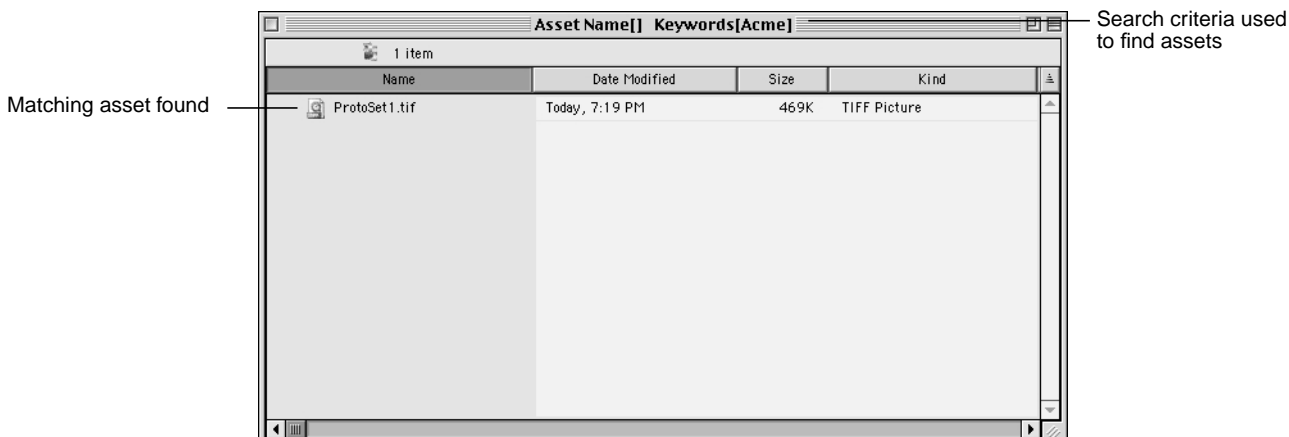 Asset Name[] Keywords[Acme]
Search criteria used
to find assets
1 item
Name Date Modified Size Kind
Matching asset found
ProtoSet1.tif Today, 7:19 PM 469K TIFF Picture